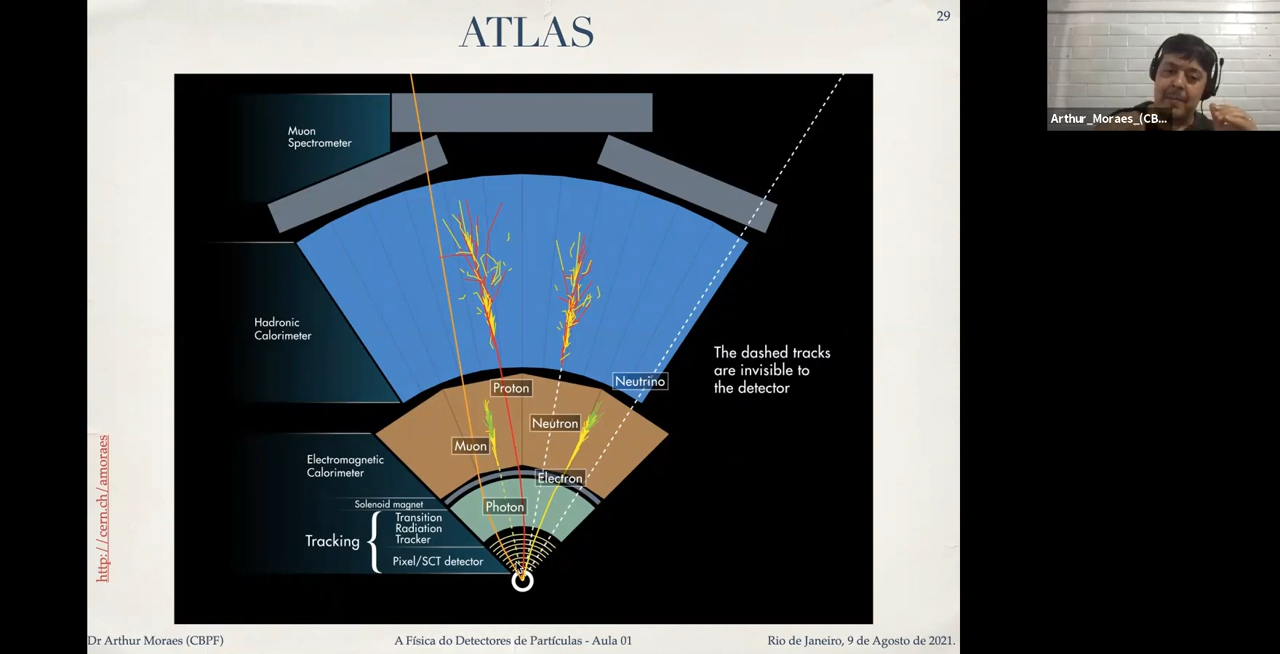 ATLAS
29
Muon
Spectrometer
Hadronic
Calorimeter
Electromagnetic
Calorimeter
Solenoid magnet
Tracking
Transition
Radiation
Tracker
Pixel/SCT detector
Proton
Neutrino
Neutron
Muon
Electron
Photon
The dashed tracks
are invisible to
the detector
http://cern.ch/amoraes
Dr Arthur Moraes (CBPF)
A Física do Detectores de Partículas - Aula 01
Rio de Janeiro, 9 de Agosto de 2021.
Arthur_Moraes_(CB...